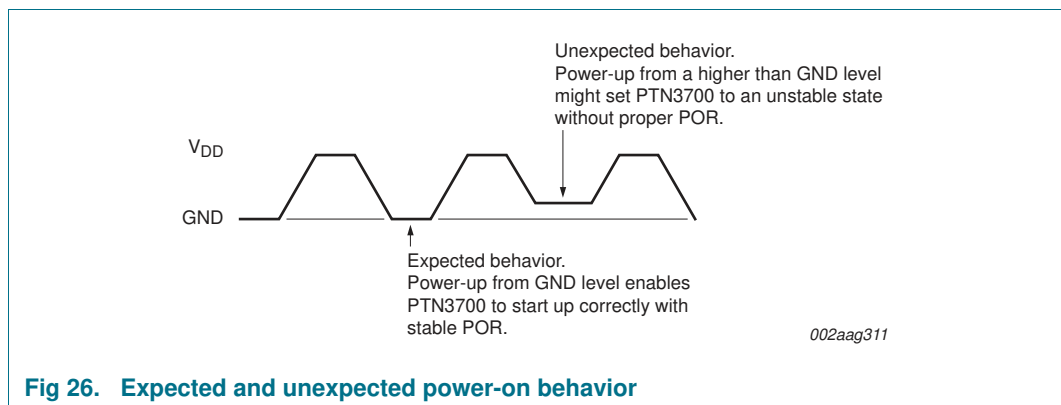 Unexpected behavior.
Power-up from a higher than GND level
might set PTN3700 to an unstable state
without proper POR.
VDD
GND
Expected behavior.
Power-up from GND level enables
PTN3700 to start up correctly with
stable POR.
002aag311
Fig 26. Expected and unexpected power-on behavior